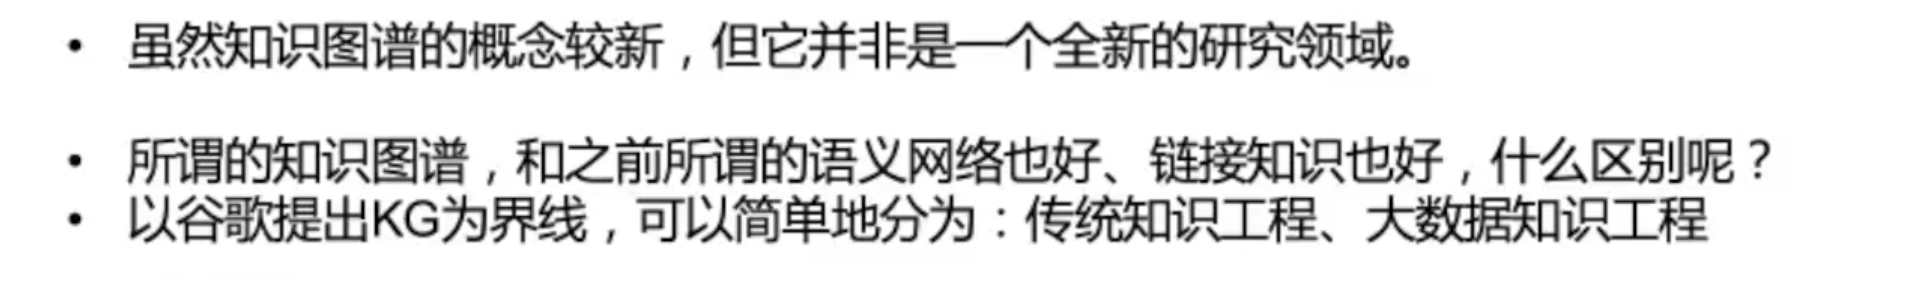 • 虽然知识图谱的概念较新，但它并非是一个全新的研究领域。
• 所谓的知识图谱，和之前所谓的语义网络也好、链接知识也好，什么区别呢？
• 以谷歌提出KG为界线，可以简单地分为：传统知识工程、大数据知识工程